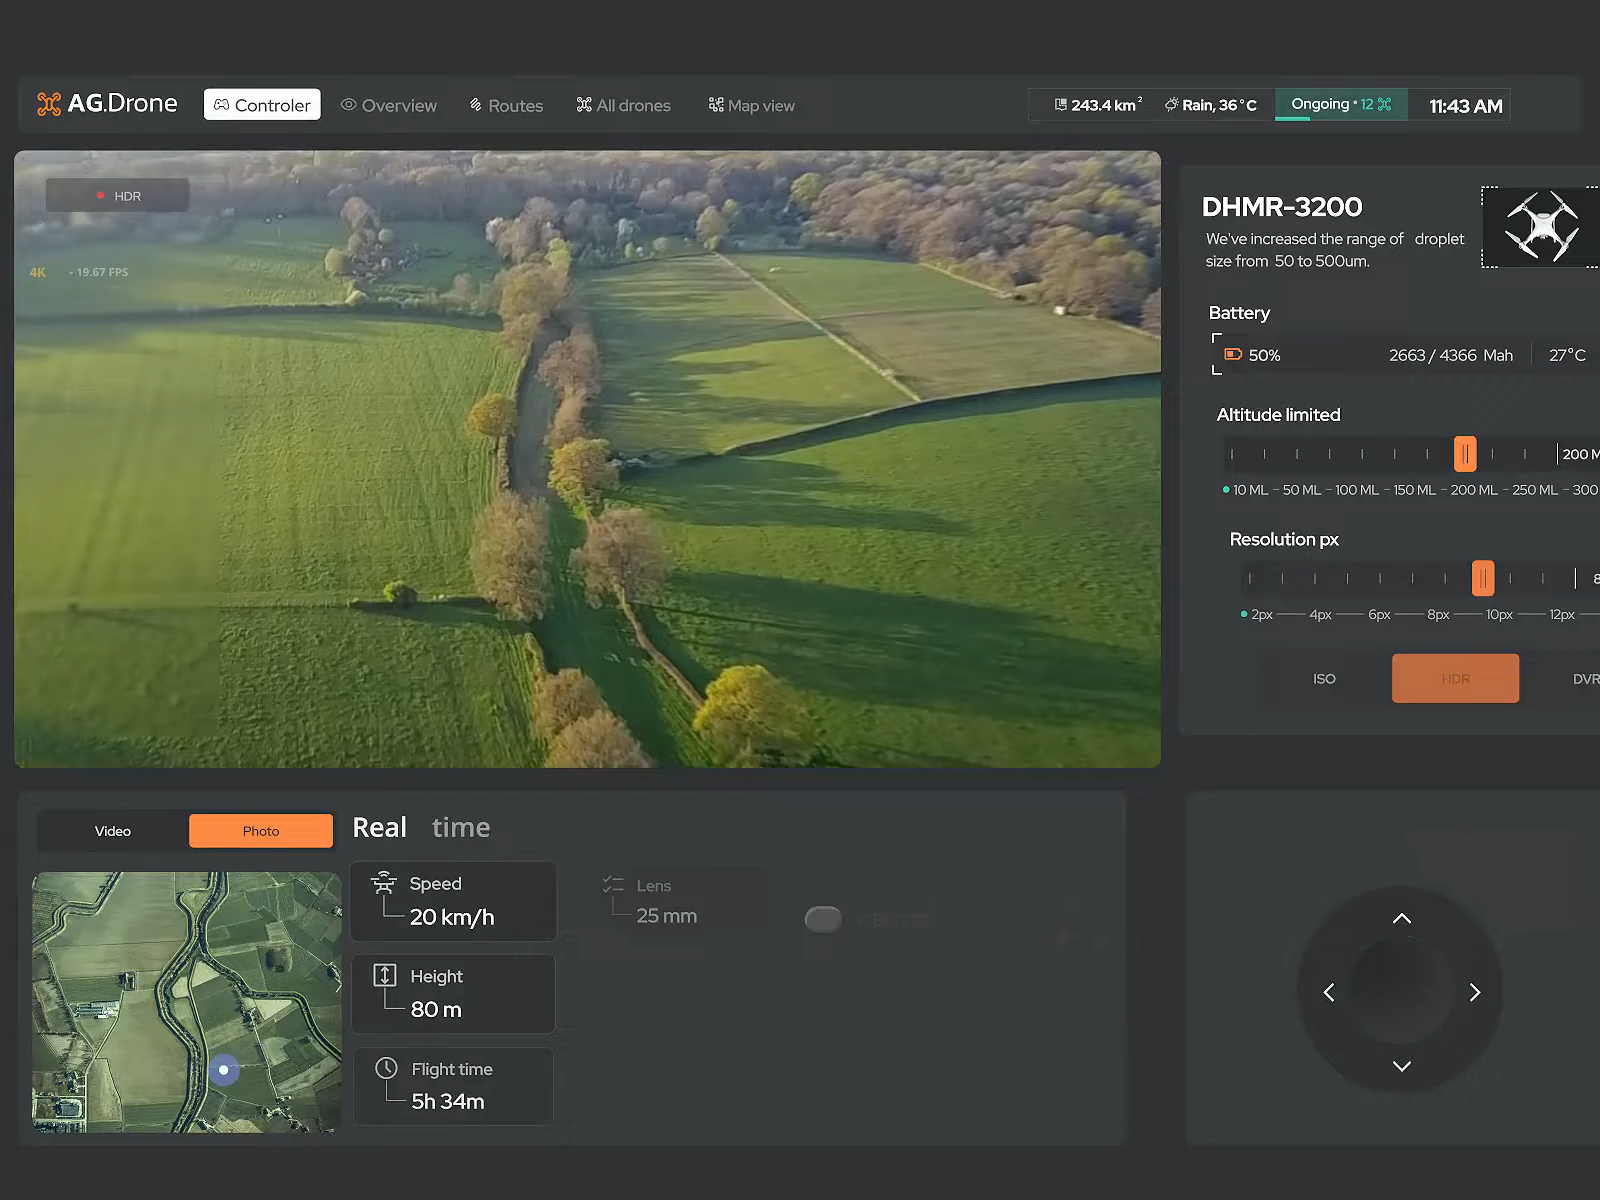 AG.Drone
Controler
Overview
Routes
All drones
Map view
243.4 km²
Rain, 36°C
Ongoing • 12
11:43 AM
HDR
4K - 19.67 FPS
DHMR-3200
We've increased the range of droplet
size from 50 to 500um.
Battery
50% 2663 / 4366 Mah 27°C
Altitude limited
200 M
10 ML – 50 ML – 100 ML – 150 ML – 200 ML – 250 ML – 300
Resolution px
8
2px 4px 6px 8px 10px 12px
ISO HDR DVR
Video Photo
Real time
Speed
20 km/h
Lens
25 mm
Height
80 m
Flight time
5h 34m